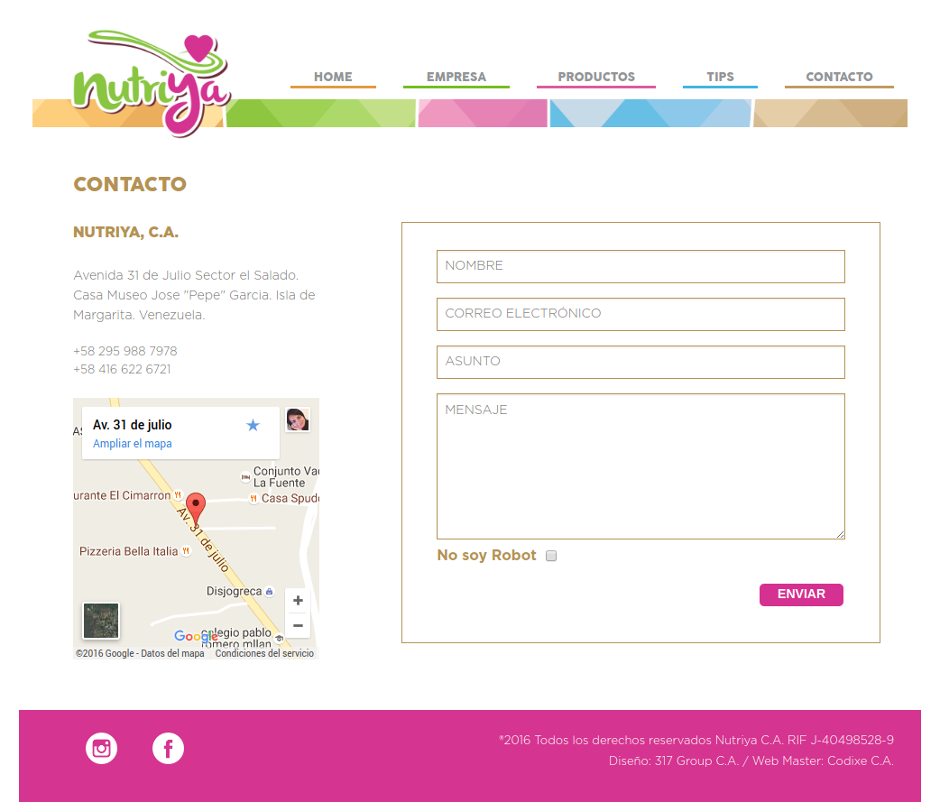 nutriya
HOME
EMPRESA
PRODUCTOS
TIPS
CONTACTO
CONTACTO
NUTRIYA, C.A.
Avenida 31 de Julio Sector el Salado.
Casa Museo Jose "Pepe" Garcia. Isla de
Margarita. Venezuela.
+58 295 988 7978
+58 416 622 6721
Av. 31 de julio
Ampliar el mapa
Conjunto Vac
La Fuente
urante El Cimarron
Casa Spud
Av. 31 de julio
Pizzeria Bella Italia
Disjogreca
+
−
Google
colegio pablo
romero millan
©2016 Google - Datos del mapa
Condiciones del servicio
NOMBRE
CORREO ELECTRÓNICO
ASUNTO
MENSAJE
No soy Robot
ENVIAR
®2016 Todos los derechos reservados Nutriya C.A. RIF J-40498528-9
Diseño: 317 Group C.A. / Web Master: Codixe C.A.